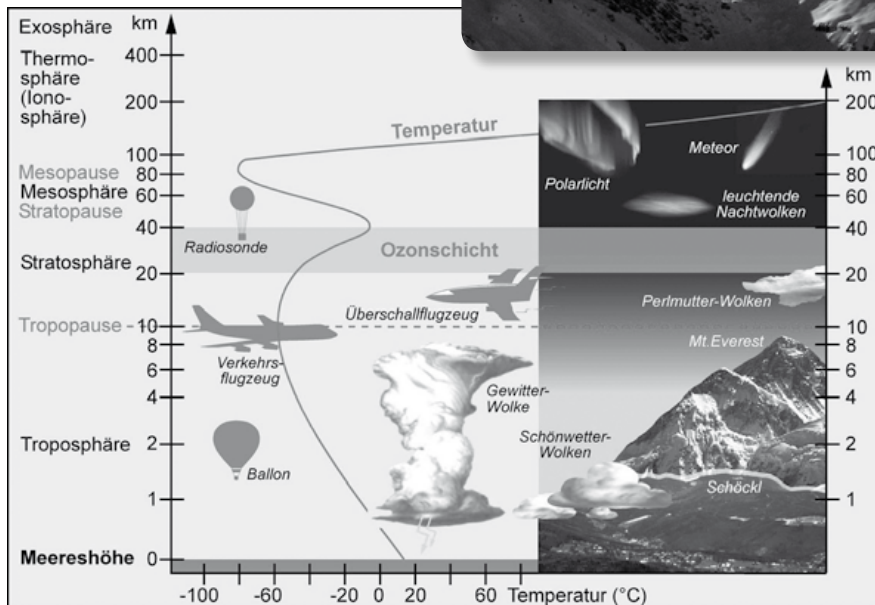 Exosphäre
km
Thermo-
sphäre
(Iono-
sphäre)
400
200
100
Mesopause
80
Mesosphäre
60
Stratopause
40
Stratosphäre
20
Tropopause
10
8
6
4
Troposphäre
2
1
Meereshöhe
0
Temperatur
Radiosonde
Ozonschicht
Überschallflugzeug
Verkehrs-
flugzeug
Gewitter-
Wolke
Ballon
Schönwetter-
Wolken
Polarlicht
Meteor
leuchtende
Nachtwolken
Perlmutter-Wolken
Mt.Everest
Schöckl
km
200
100
80
60
40
20
10
8
6
4
2
1
-100
-60
-20
0
20
60
Temperatur (°C)